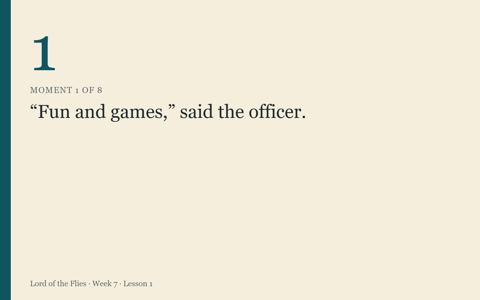 1
MOMENT 1 OF 8
“Fun and games,” said the officer.
Lord of the Flies · Week 7 · Lesson 1